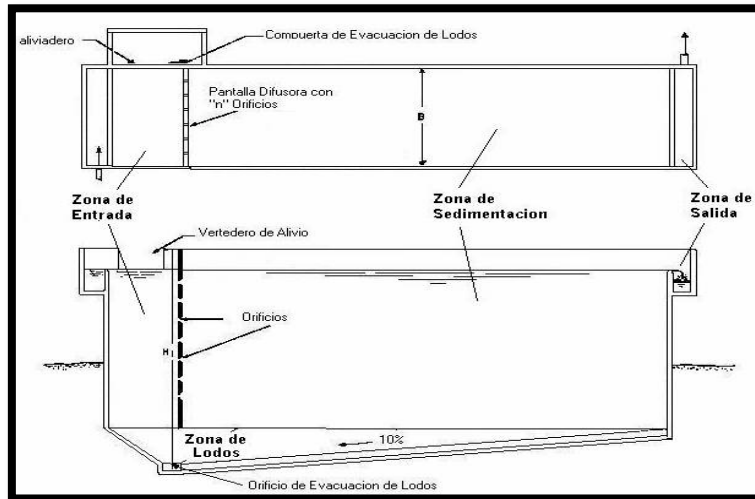 aliviadero
Compuerta de Evacuacion de Lodos
Pantalla Difusora con
"n" Orificios
B
Zona de
Entrada
Zona de
Sedimentacion
Zona de
Salida
Vertedero de Alivio
Orificios
H
Zona de
Lodos
10%
Orificio de Evacuacion de Lodos